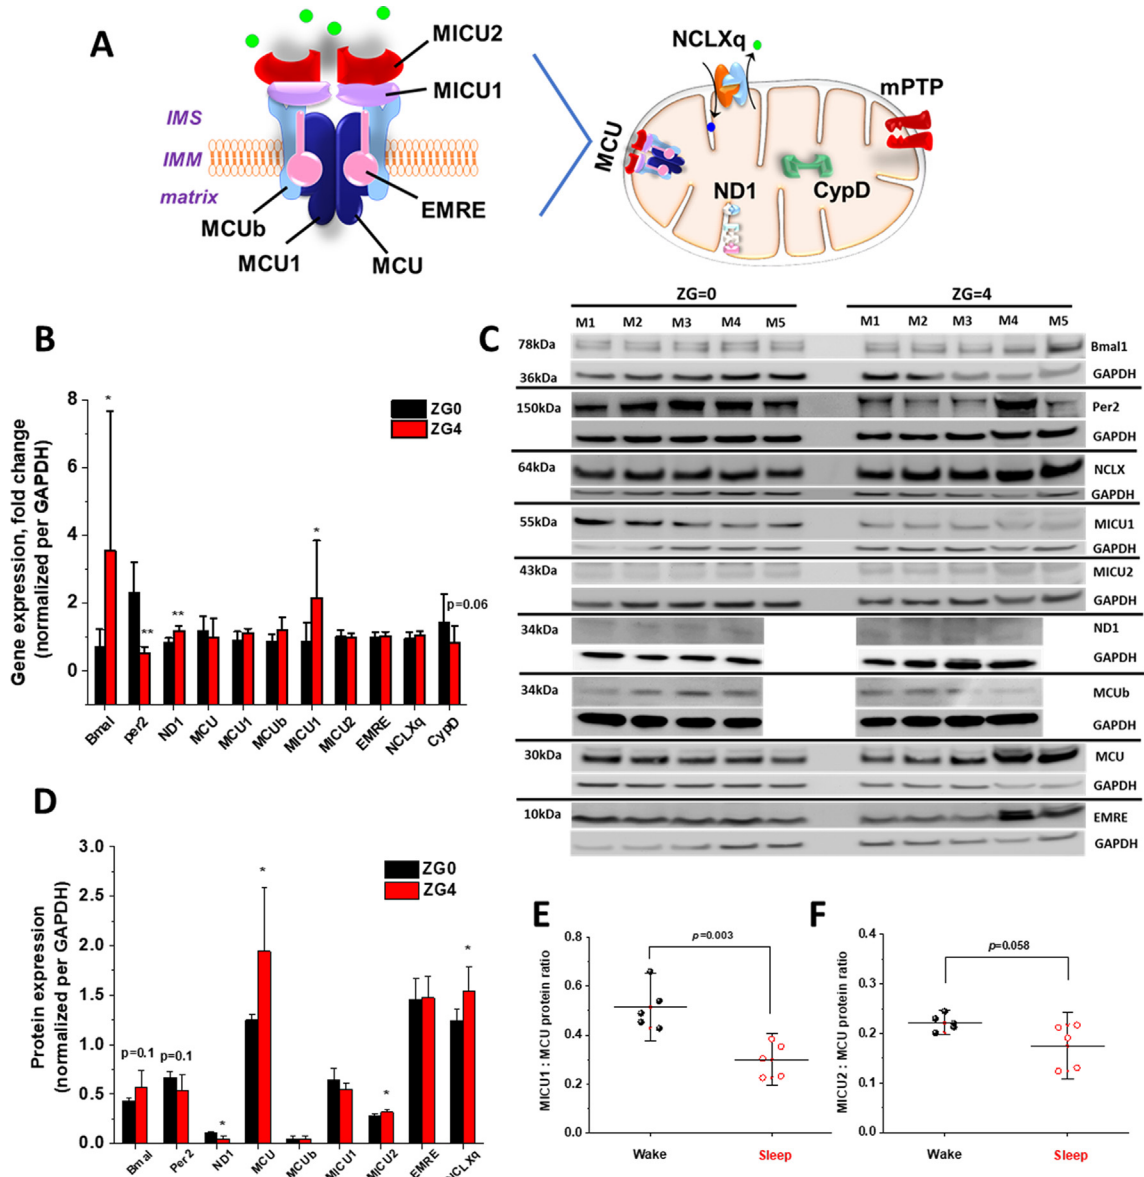 A
MICU2
MICU1
IMS
IMM
matrix
MCUb
EMRE
MCU1
MCU
NCLXq
mPTP
MCU
ND1
CypD
B
Gene expression, fold change
(normalized per GAPDH)
8
6
4
2
0
ZG0
ZG4
*
**
**
*
p=0.06
Bmal
per2
ND1
MCU
MCU1
MCUb
MICU1
MICU2
EMRE
NCLXq
CypD
C
ZG=0
ZG=4
M1 M2 M3 M4 M5
M1 M2 M3 M4 M5
78kDa
Bmal1
36kDa
GAPDH
150kDa
Per2
GAPDH
64kDa
NCLX
GAPDH
55kDa
MICU1
GAPDH
43kDa
MICU2
GAPDH
34kDa
ND1
GAPDH
34kDa
MCUb
GAPDH
30kDa
MCU
GAPDH
10kDa
EMRE
GAPDH
D
Protein expression
(normalized per GAPDH)
3.0
2.5
2.0
1.5
1.0
0.5
0.0
ZG0
ZG4
p=0.1
p=0.1
*
*
*
*
Bmal
Per2
ND1
MCU
MCUb
MICU1
MICU2
EMRE
NCLXq
E
MICU1 : MCU protein ratio
0.8
0.6
0.4
0.2
0.0
p=0.003
Wake
Sleep
F
MICU2 : MCU protein ratio
0.4
0.3
0.2
0.1
0.0
p=0.058
Wake
Sleep